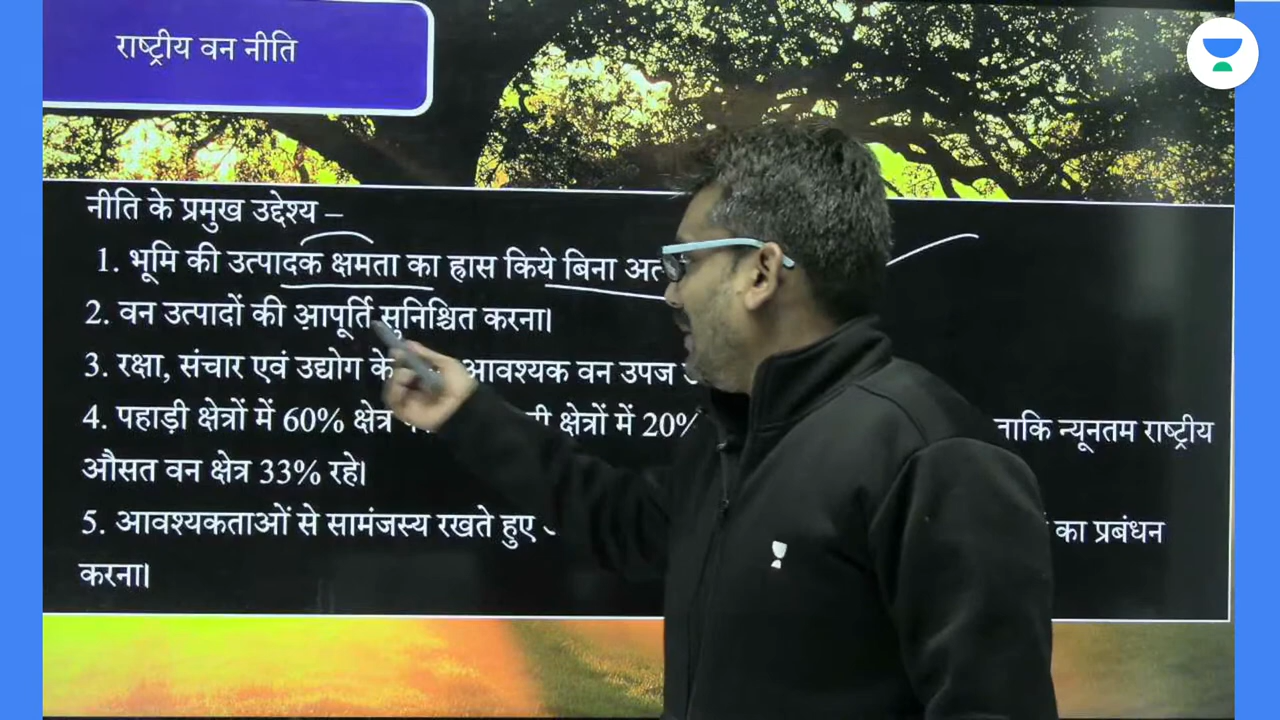 राष्ट्रीय वन नीति
नीति के प्रमुख उद्देश्य –
1. भूमि की उत्पादक क्षमता का ह्रास किये बिना
2. वन उत्पादों की आपूर्ति सुनिश्चित करना।
3. रक्षा, संचार एवं उद्योग के आवश्यक वन उपज
4. पहाड़ी क्षेत्रों में 60% क्षेत्र क्षेत्रों में 20% न्यूनतम राष्ट्रीय
औसत वन क्षेत्र 33% रहे।
5. आवश्यकताओं से सामंजस्य रखते हुए का प्रबंधन
करना।